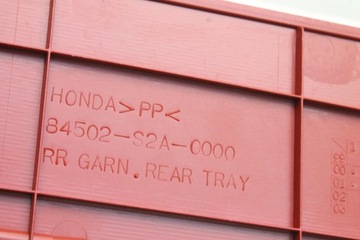 HONDA>PP<
84502-S2A-0000
RR GARN. REAR TRAY